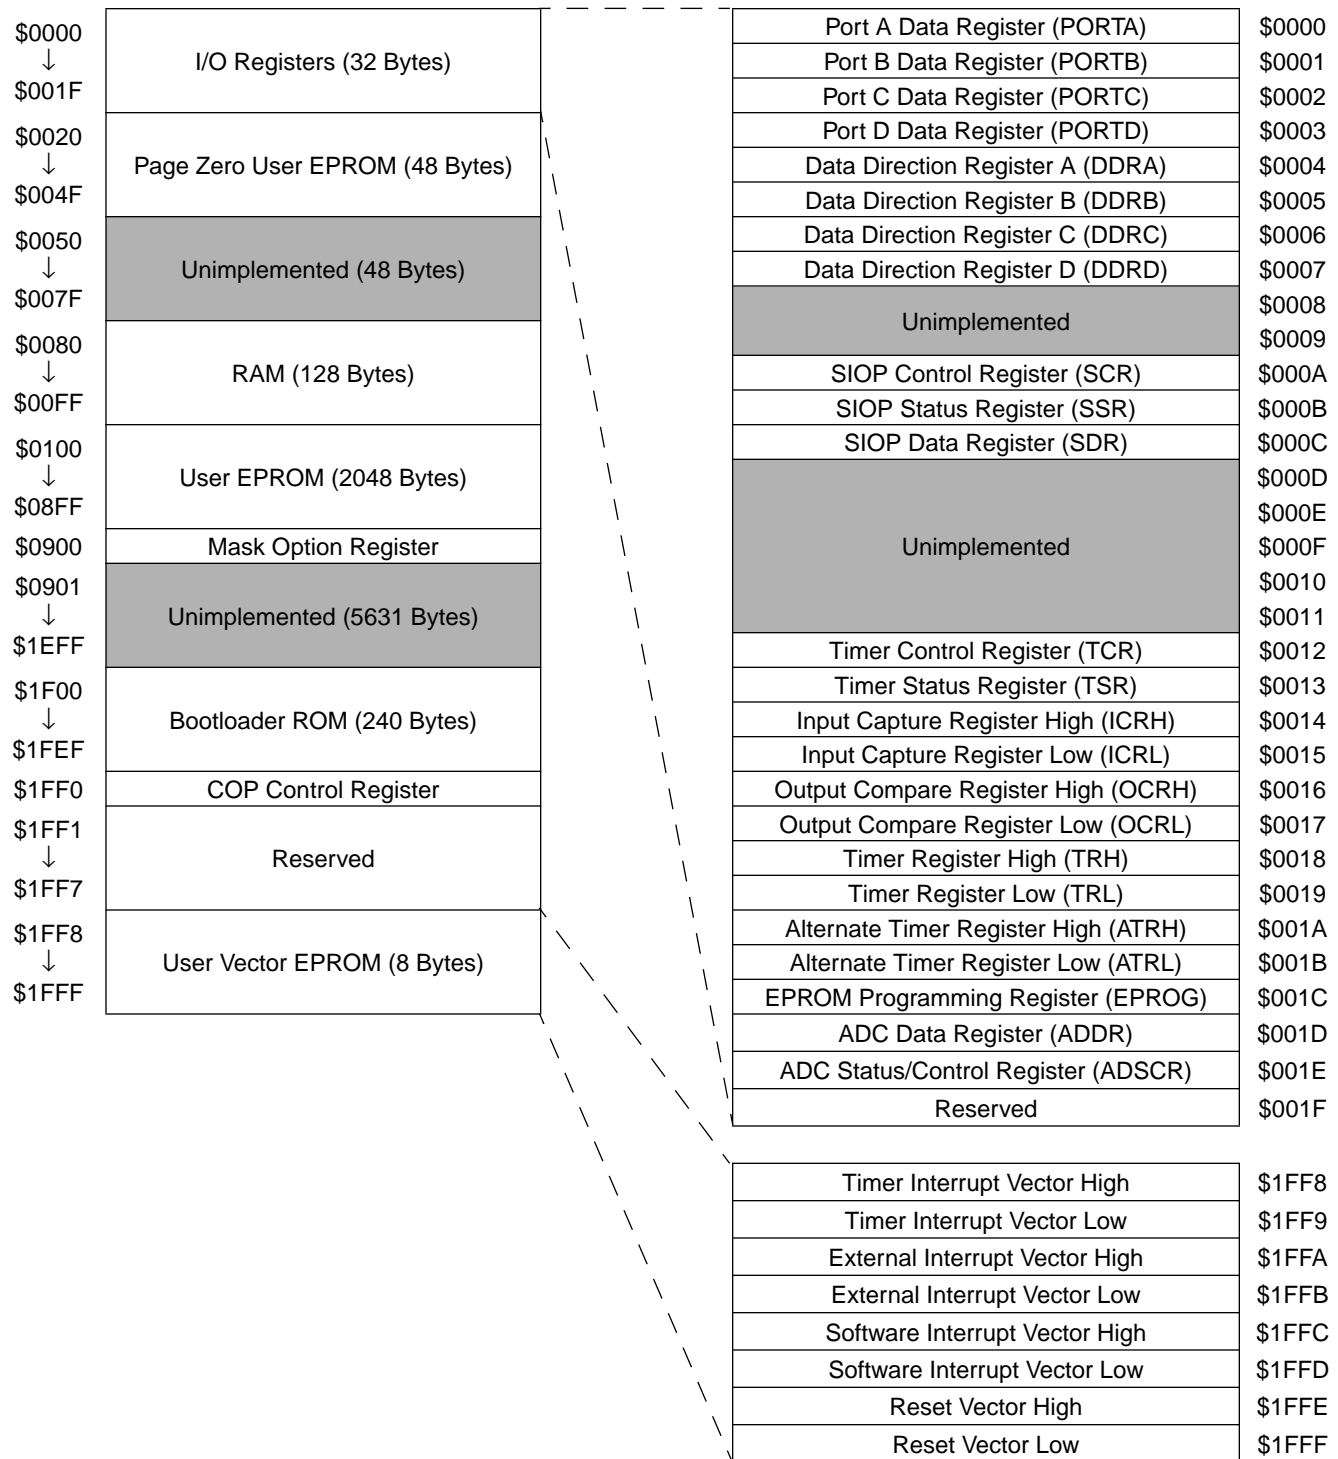 $0000
↓
$001F
I/O Registers (32 Bytes)
$0020
↓
$004F
Page Zero User EPROM (48 Bytes)
$0050
↓
$007F
Unimplemented (48 Bytes)
$0080
↓
$00FF
RAM (128 Bytes)
$0100
↓
$08FF
User EPROM (2048 Bytes)
$0900 Mask Option Register
$0901
↓
$1EFF
Unimplemented (5631 Bytes)
$1F00
↓
$1FEF
Bootloader ROM (240 Bytes)
$1FF0 COP Control Register
$1FF1
↓
$1FF7
Reserved
$1FF8
↓
$1FFF
User Vector EPROM (8 Bytes)
Port A Data Register (PORTA) $0000
Port B Data Register (PORTB) $0001
Port C Data Register (PORTC) $0002
Port D Data Register (PORTD) $0003
Data Direction Register A (DDRA) $0004
Data Direction Register B (DDRB) $0005
Data Direction Register C (DDRC) $0006
Data Direction Register D (DDRD) $0007
Unimplemented
$0008
$0009
SIOP Control Register (SCR) $000A
SIOP Status Register (SSR) $000B
SIOP Data Register (SDR) $000C
Unimplemented
$000D
$000E
$000F
$0010
$0011
Timer Control Register (TCR) $0012
Timer Status Register (TSR) $0013
Input Capture Register High (ICRH) $0014
Input Capture Register Low (ICRL) $0015
Output Compare Register High (OCRH) $0016
Output Compare Register Low (OCRL) $0017
Timer Register High (TRH) $0018
Timer Register Low (TRL) $0019
Alternate Timer Register High (ATRH) $001A
Alternate Timer Register Low (ATRL) $001B
EPROM Programming Register (EPROG) $001C
ADC Data Register (ADDR) $001D
ADC Status/Control Register (ADSCR) $001E
Reserved $001F
Timer Interrupt Vector High $1FF8
Timer Interrupt Vector Low $1FF9
External Interrupt Vector High $1FFA
External Interrupt Vector Low $1FFB
Software Interrupt Vector High $1FFC
Software Interrupt Vector Low $1FFD
Reset Vector High $1FFE
Reset Vector Low $1FFF